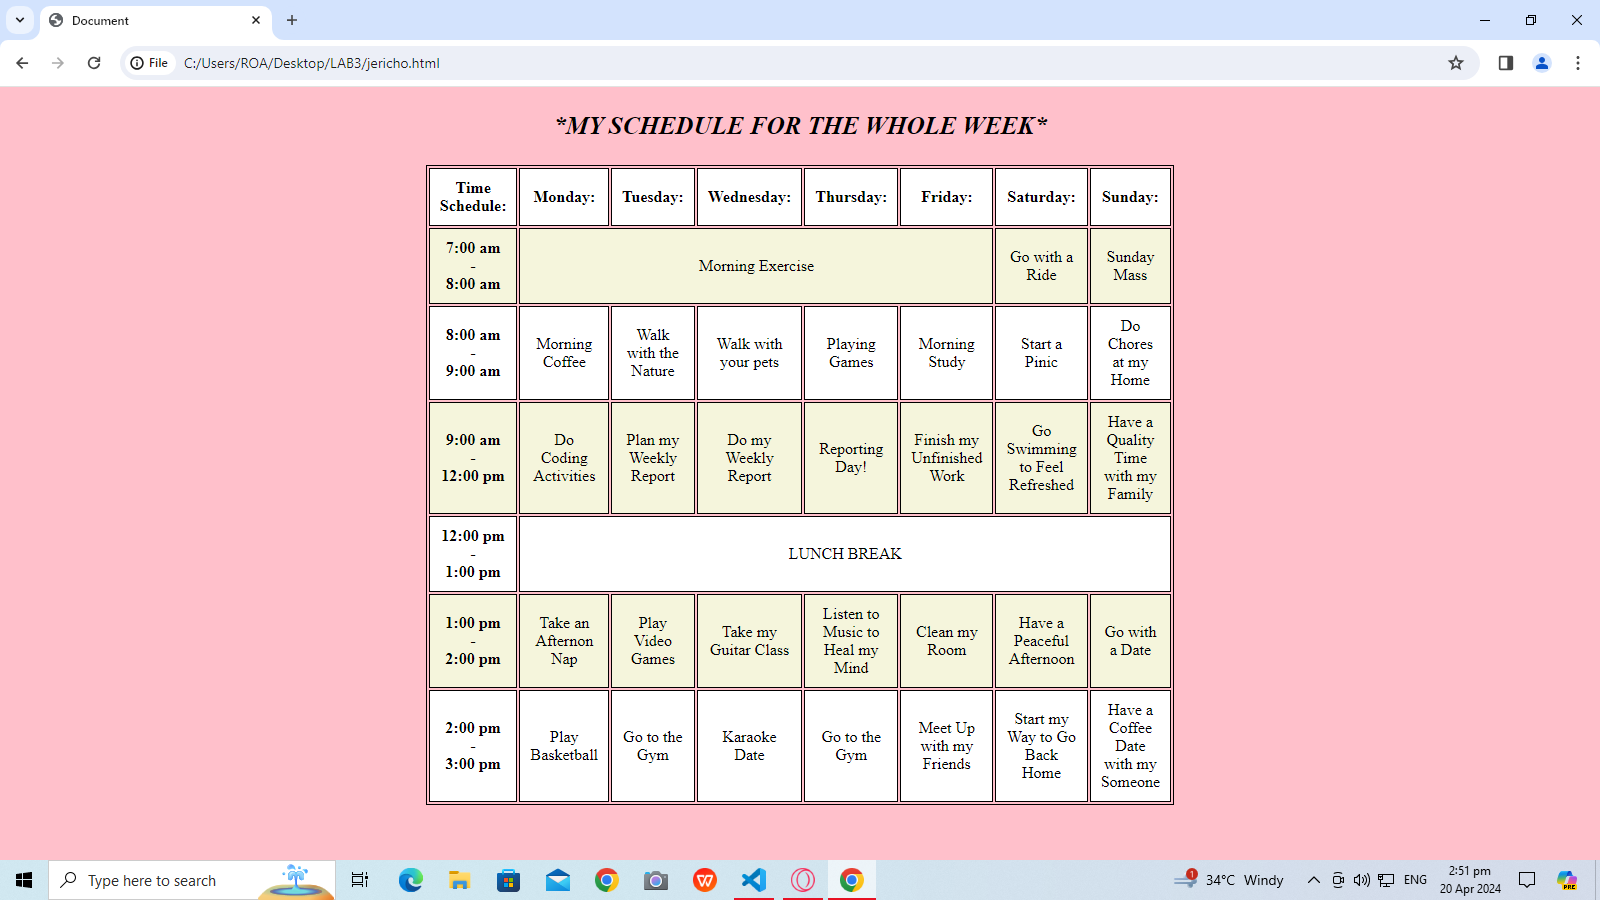 Document
File
C:/Users/ROA/Desktop/LAB3/jericho.html
*MY SCHEDULE FOR THE WHOLE WEEK*
Time
Schedule:
Monday:
Tuesday:
Wednesday:
Thursday:
Friday:
Saturday:
Sunday:
7:00 am
-
8:00 am
Morning Exercise
Go with a
Ride
Sunday
Mass
8:00 am
-
9:00 am
Morning
Coffee
Walk
with the
Nature
Walk with
your pets
Playing
Games
Morning
Study
Start a
Pinic
Do
Chores
at my
Home
9:00 am
-
12:00 pm
Do
Coding
Activities
Plan my
Weekly
Report
Do my
Weekly
Report
Reporting
Day!
Finish my
Unfinished
Work
Go
Swimming
to Feel
Refreshed
Have a
Quality
Time
with my
Family
12:00 pm
-
1:00 pm
LUNCH BREAK
1:00 pm
-
2:00 pm
Take an
Afternon
Nap
Play
Video
Games
Take my
Guitar Class
Listen to
Music to
Heal my
Mind
Clean my
Room
Have a
Peaceful
Afternoon
Go with
a Date
2:00 pm
-
3:00 pm
Play
Basketball
Go to the
Gym
Karaoke
Date
Go to the
Gym
Meet Up
with my
Friends
Start my
Way to Go
Back
Home
Have a
Coffee
Date
with my
Someone
Type here to search
W
1
34°C Windy
ENG
2:51 pm
20 Apr 2024
PRE